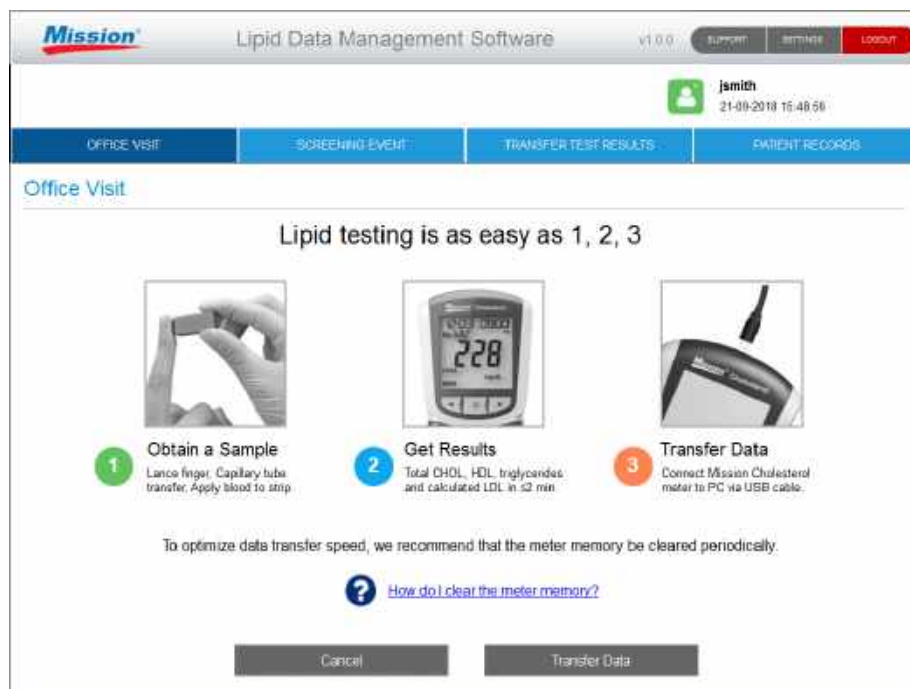 Mission
Lipid Data Management Software
v1.0.0
SUPPORT
SETTINGS
LOGOUT
jsmith
21-09-2018 15:48:56
OFFICE VISIT
SCREENING EVENT
TRANSFER TEST RESULTS
PATIENT RECORDS
Office Visit
Lipid testing is as easy as 1, 2, 3
228
Mission
1
Obtain a Sample
Lance finger, Capillary tube
transfer, Apply blood to strip.
2
Get Results
Total CHOL, HDL, triglycerides
and calculated LDL in ≤2 min
3
Transfer Data
Connect Mission Cholesterol
meter to PC via USB cable.
To optimize data transfer speed, we recommend that the meter memory be cleared periodically.
? How do I clear the meter memory?
Cancel
Transfer Data